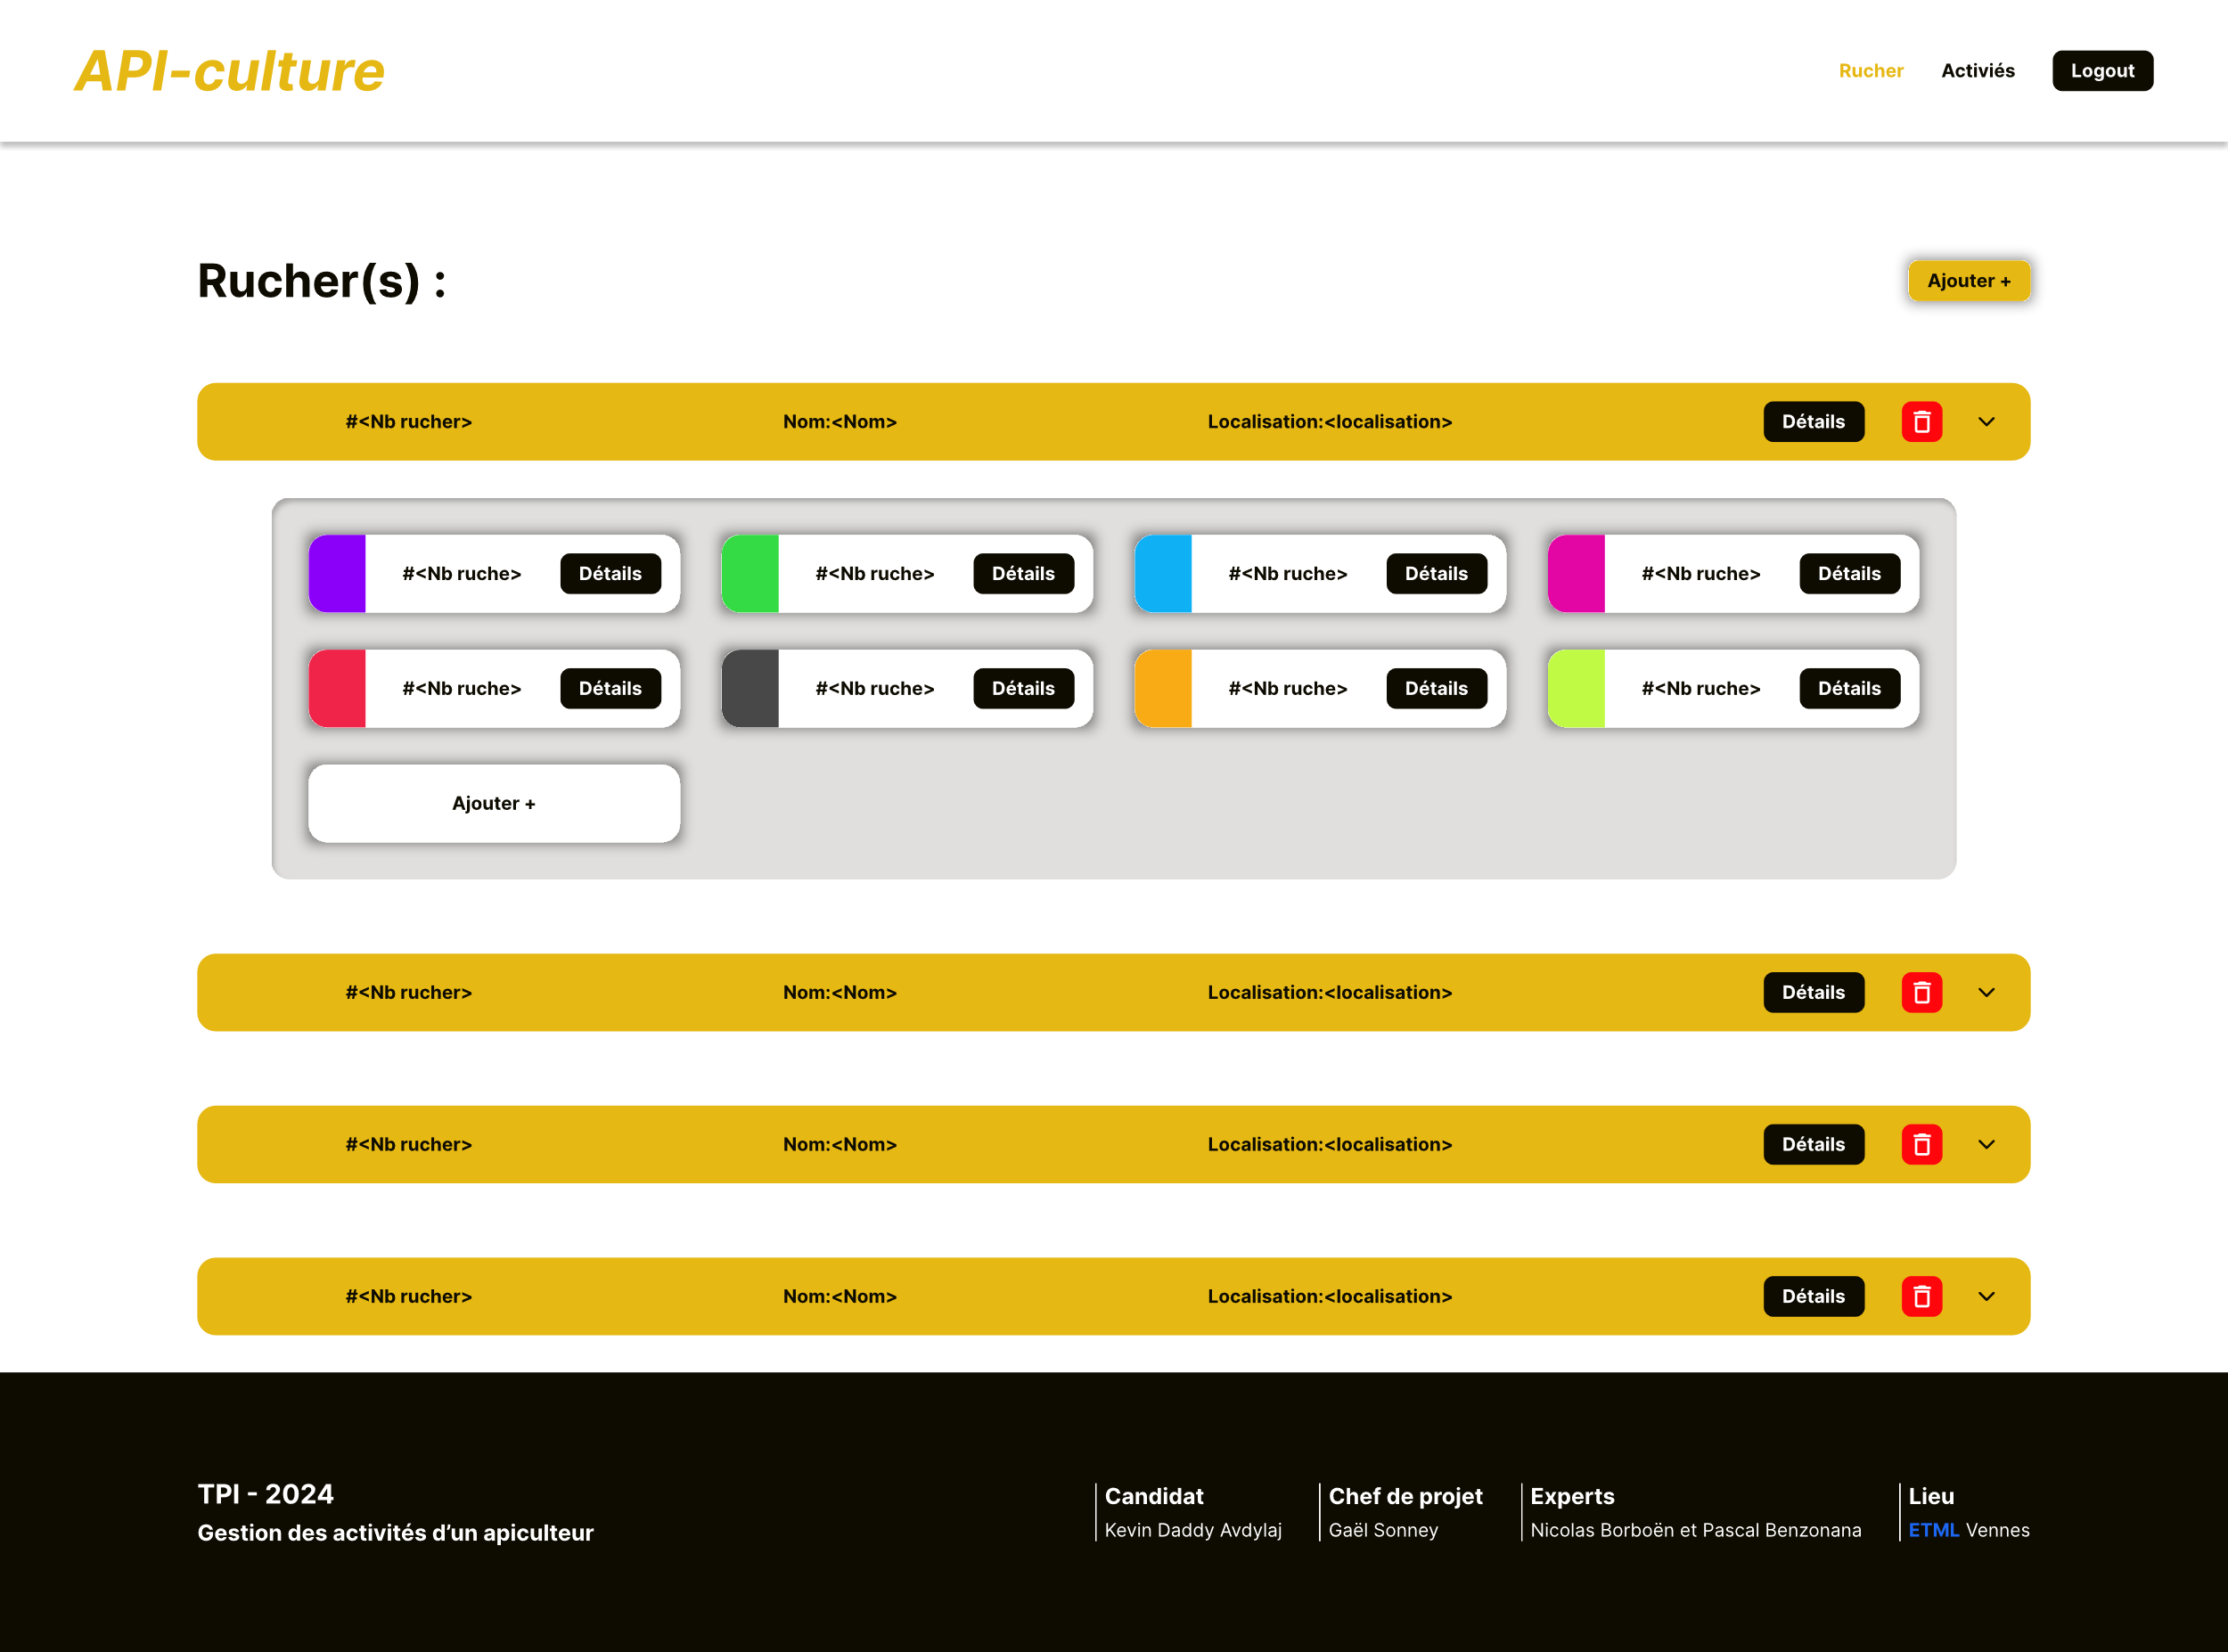 API-culture
Rucher Activiés Logout
Rucher(s) : Ajouter +
#<Nb rucher> Nom:<Nom> Localisation:<localisation> Détails
#<Nb ruche> Détails #<Nb ruche> Détails #<Nb ruche> Détails #<Nb ruche> Détails
#<Nb ruche> Détails #<Nb ruche> Détails #<Nb ruche> Détails #<Nb ruche> Détails
Ajouter +
#<Nb rucher> Nom:<Nom> Localisation:<localisation> Détails
#<Nb rucher> Nom:<Nom> Localisation:<localisation> Détails
#<Nb rucher> Nom:<Nom> Localisation:<localisation> Détails
TPI - 2024
Gestion des activités d’un apiculteur
Candidat
Kevin Daddy Avdylaj
Chef de projet
Gaël Sonney
Experts
Nicolas Borboën et Pascal Benzonana
Lieu
ETML Vennes